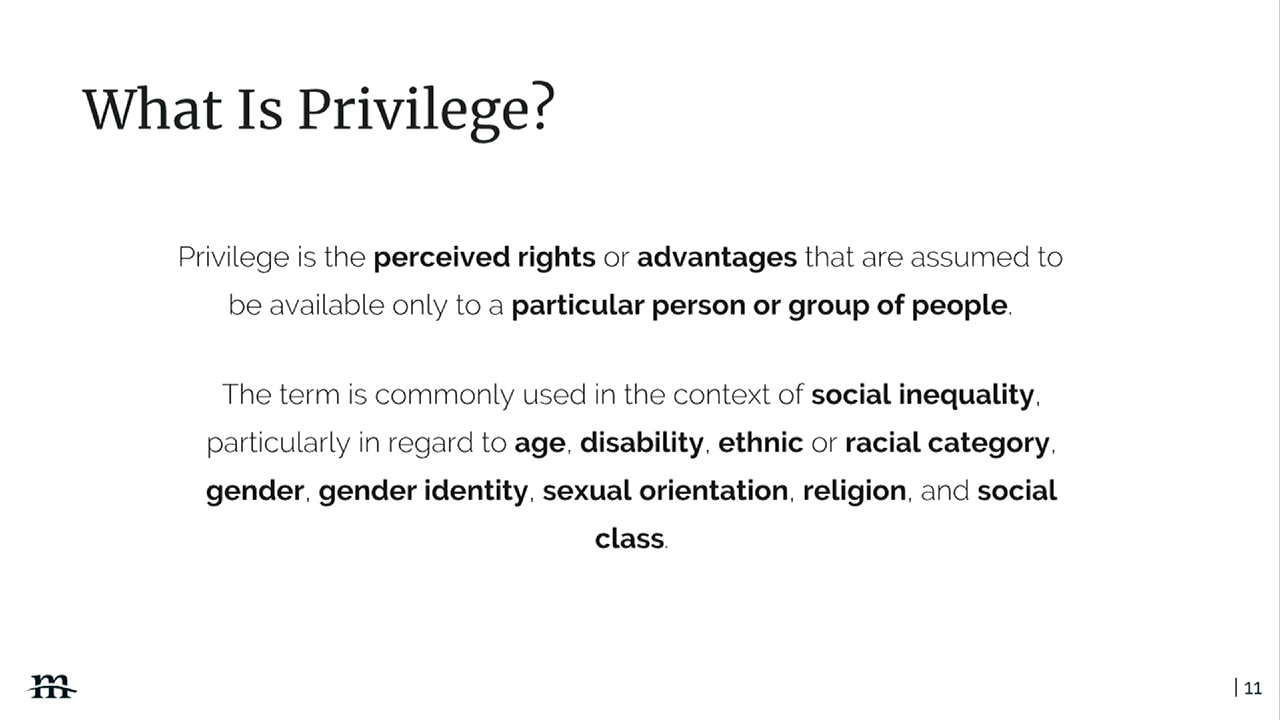 What Is Privilege?
Privilege is the perceived rights or advantages that are assumed to
be available only to a particular person or group of people.
The term is commonly used in the context of social inequality,
particularly in regard to age, disability, ethnic or racial category,
gender, gender identity, sexual orientation, religion, and social
class.
m
| 11